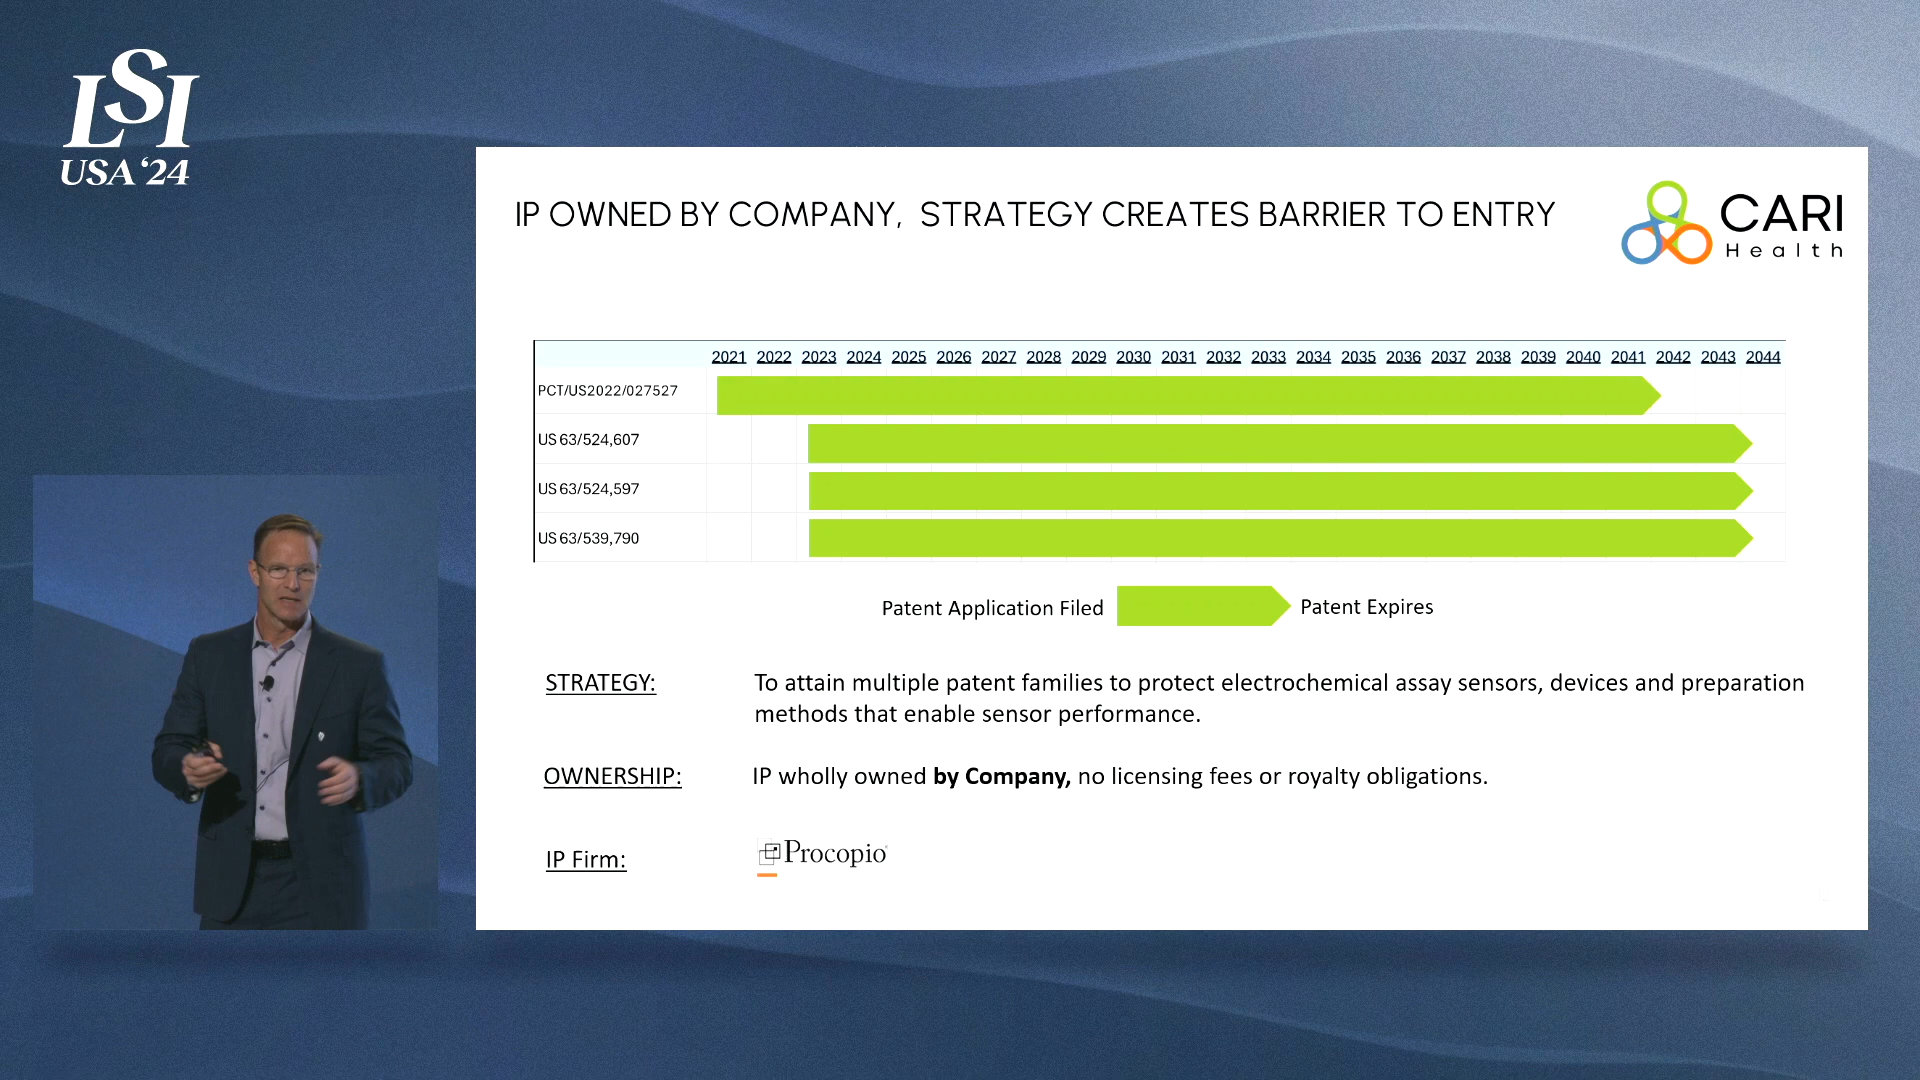 LSI
USA ‘24
IP OWNED BY COMPANY, STRATEGY CREATES BARRIER TO ENTRY
CARI
Health
2021 2022 2023 2024 2025 2026 2027 2028 2029 2030 2031 2032 2033 2034 2035 2036 2037 2038 2039 2040 2041 2042 2043 2044
PCT/US2022/027527
US 63/524,607
US 63/524,597
US 63/539,790
Patent Application Filed
Patent Expires
STRATEGY:
To attain multiple patent families to protect electrochemical assay sensors, devices and preparation
methods that enable sensor performance.
OWNERSHIP:
IP wholly owned by Company, no licensing fees or royalty obligations.
IP Firm:
Procopio